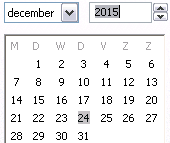 december 2015
M D W D V Z Z
1 2 3 4 5 6
7 8 9 10 11 12 13
14 15 16 17 18 19 20
21 22 23 24 25 26 27
28 29 30 31